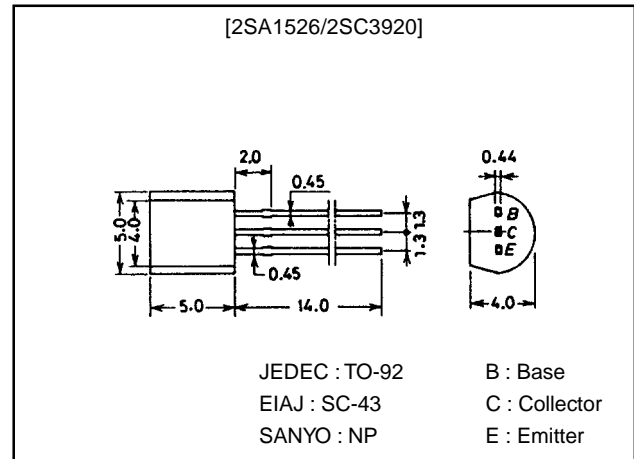 [2SA1526/2SC3920]
2.0
0.45
0.44
5.0
4.0
1.3
1.3
B
C
E
0.45
5.0
14.0
4.0
JEDEC : TO-92
B : Base
EIAJ : SC-43
C : Collector
SANYO : NP
E : Emitter